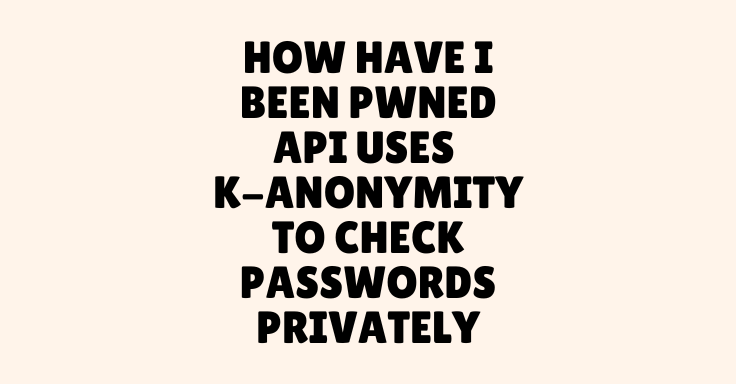 HOW HAVE I
BEEN PWNED
API USES
K–ANONYMITY
TO CHECK
PASSWORDS
PRIVATELY